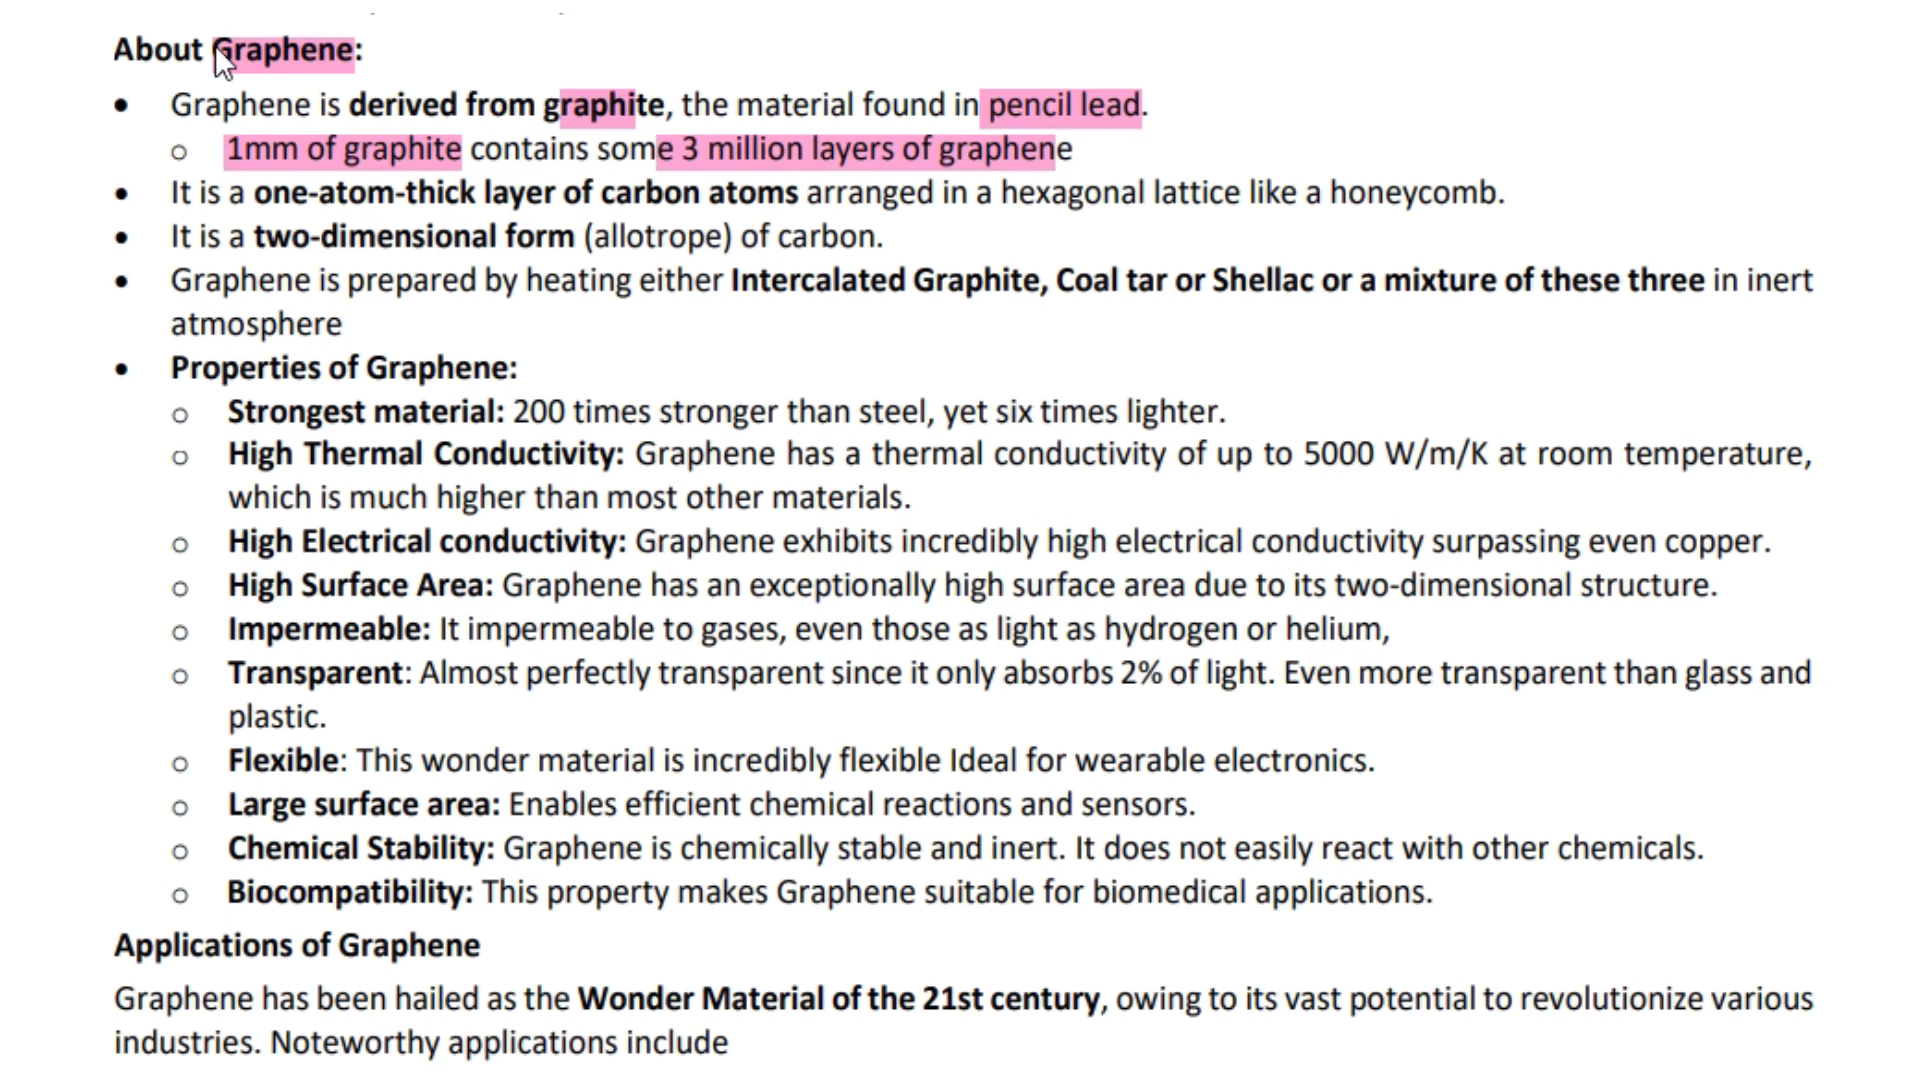 About Graphene:
• Graphene is derived from graphite, the material found in pencil lead.
o 1mm of graphite contains some 3 million layers of graphene
• It is a one-atom-thick layer of carbon atoms arranged in a hexagonal lattice like a honeycomb.
• It is a two-dimensional form (allotrope) of carbon.
• Graphene is prepared by heating either Intercalated Graphite, Coal tar or Shellac or a mixture of these three in inert
atmosphere
• Properties of Graphene:
o Strongest material: 200 times stronger than steel, yet six times lighter.
o High Thermal Conductivity: Graphene has a thermal conductivity of up to 5000 W/m/K at room temperature,
which is much higher than most other materials.
o High Electrical conductivity: Graphene exhibits incredibly high electrical conductivity surpassing even copper.
o High Surface Area: Graphene has an exceptionally high surface area due to its two-dimensional structure.
o Impermeable: It impermeable to gases, even those as light as hydrogen or helium,
o Transparent: Almost perfectly transparent since it only absorbs 2% of light. Even more transparent than glass and
plastic.
o Flexible: This wonder material is incredibly flexible Ideal for wearable electronics.
o Large surface area: Enables efficient chemical reactions and sensors.
o Chemical Stability: Graphene is chemically stable and inert. It does not easily react with other chemicals.
o Biocompatibility: This property makes Graphene suitable for biomedical applications.
Applications of Graphene
Graphene has been hailed as the Wonder Material of the 21st century, owing to its vast potential to revolutionize various
industries. Noteworthy applications include